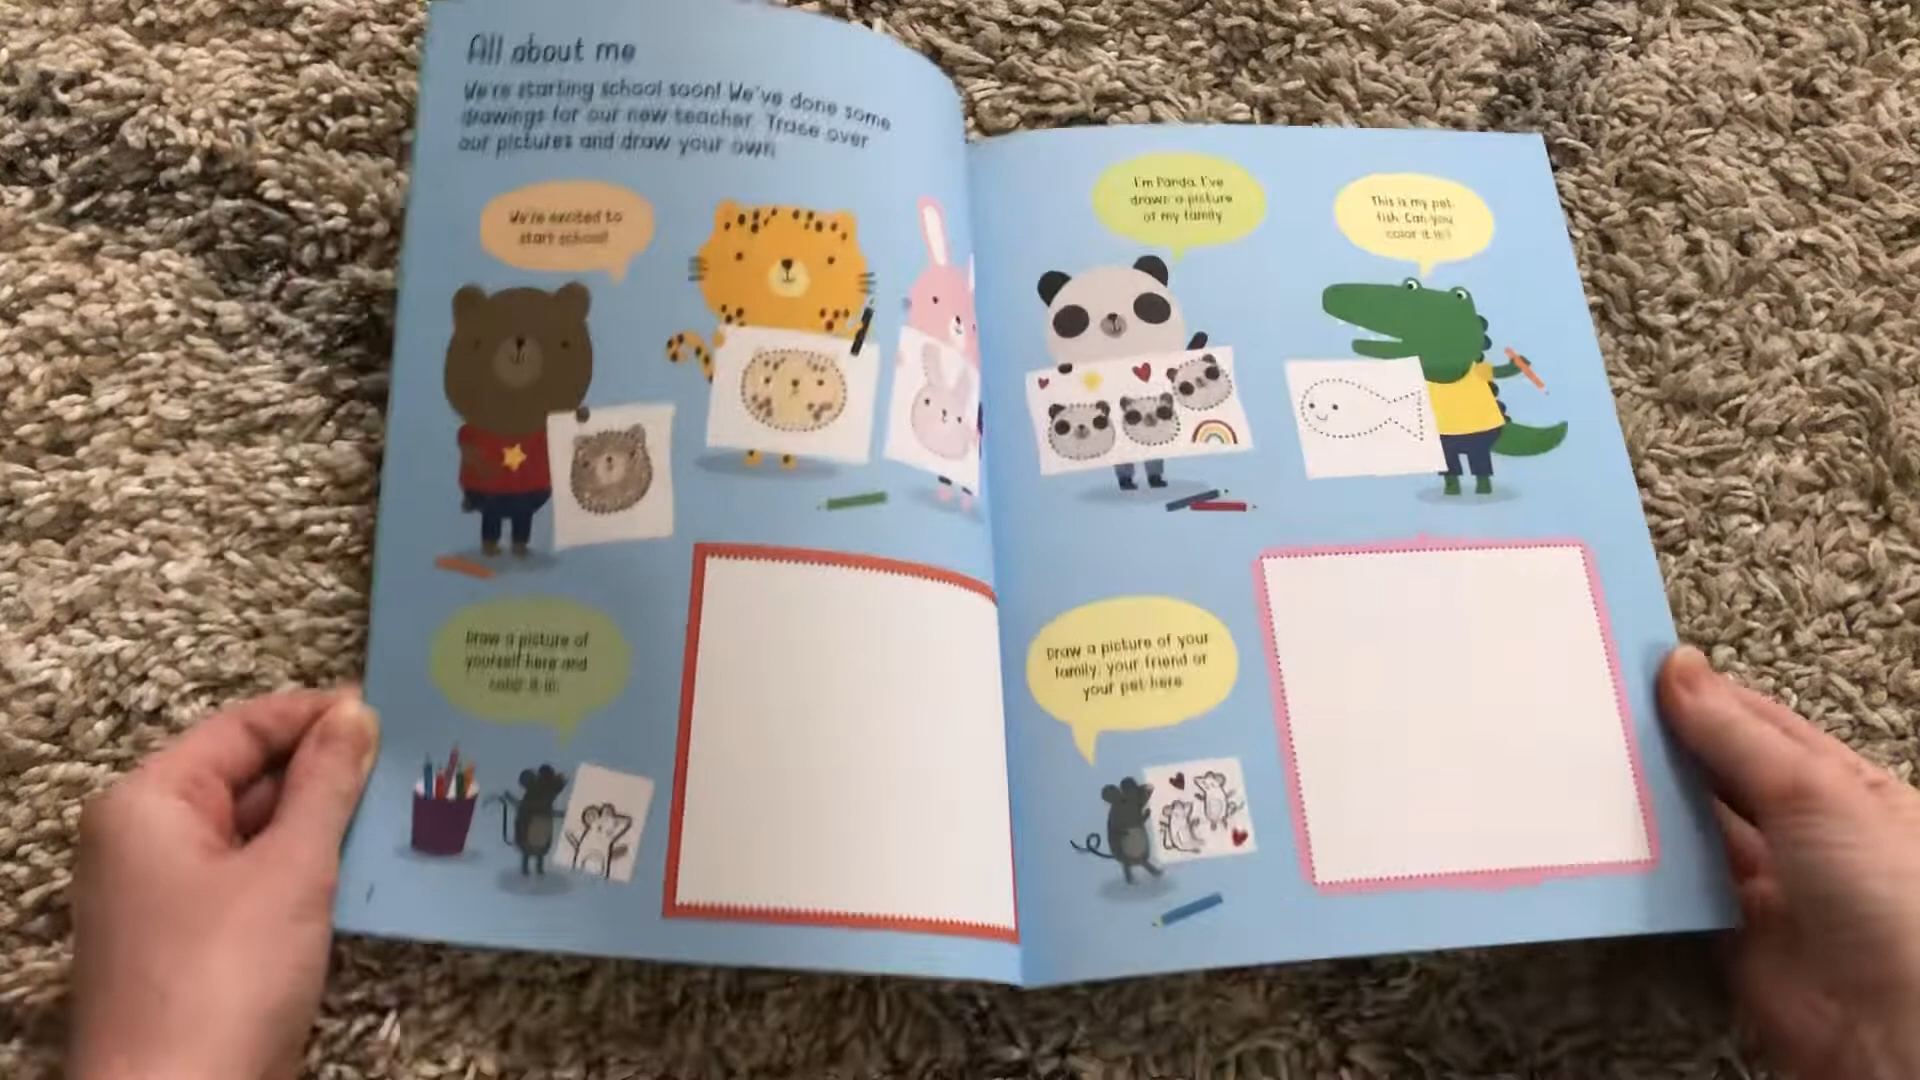 All about me
We're starting school soon! We've done some
drawings for our new teacher. Trace over
our pictures and draw your own.
We're excited to
start school!
I'm Panda. I've
drawn a picture
of my family.
This is my pet
fish. Can you
color it in?
Draw a picture of
yourself here and
color it in.
Draw a picture of your
family, your friend or
your pet here.